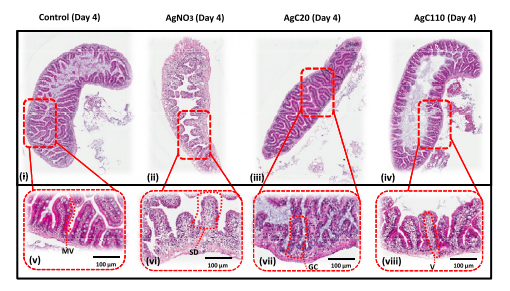 Control (Day 4) AgNO3 (Day 4) AgC20 (Day 4) AgC110 (Day 4)
(i) (ii) (iii) (iv)
(v) (vi) (vii) (viii)
MV SD GC V
100 μm 100 μm 100 μm 100 μm